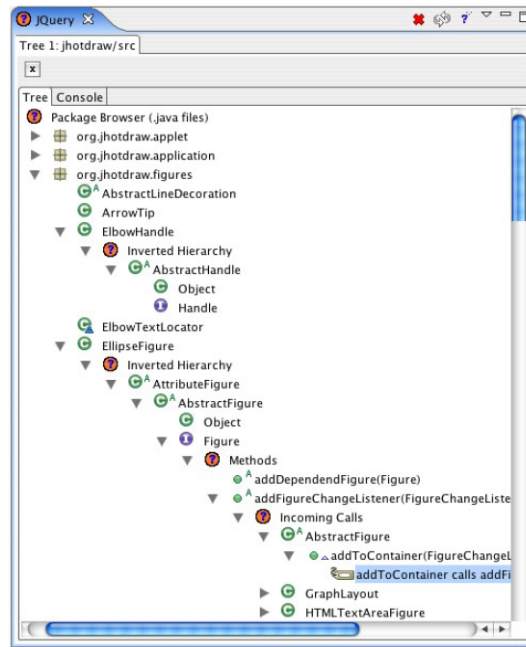 JQuery
Tree 1: jhotdraw/src
x
Tree Console
Package Browser (.java files)
org.jhotdraw.applet
org.jhotdraw.application
org.jhotdraw.figures
AbstractLineDecoration
ArrowTip
ElbowHandle
Inverted Hierarchy
AbstractHandle
Object
Handle
ElbowTextLocator
EllipseFigure
Inverted Hierarchy
AttributeFigure
AbstractFigure
Object
Figure
Methods
addDependendFigure(Figure)
addFigureChangeListener(FigureChangeListe
Incoming Calls
AbstractFigure
addToContainer(FigureChangeL
addToContainer calls addFi
GraphLayout
HTMLTextAreaFigure